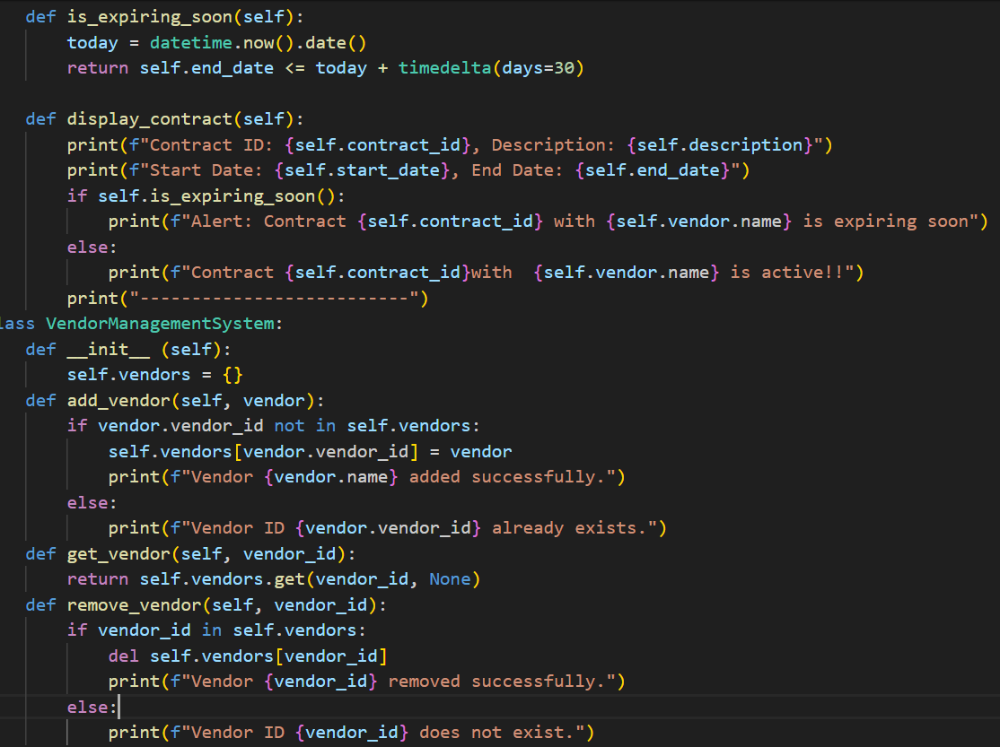 def is_expiring_soon(self):
    today = datetime.now().date()
    return self.end_date <= today + timedelta(days=30)

def display_contract(self):
    print(f"Contract ID: {self.contract_id}, Description: {self.description}")
    print(f"Start Date: {self.start_date}, End Date: {self.end_date}")
    if self.is_expiring_soon():
        print(f"Alert: Contract {self.contract_id} with {self.vendor.name} is expiring soon")
    else:
        print(f"Contract {self.contract_id}with  {self.vendor.name} is active!!")
    print("--------------------------")
lass VendorManagementSystem:
def __init__ (self):
    self.vendors = {}
def add_vendor(self, vendor):
    if vendor.vendor_id not in self.vendors:
        self.vendors[vendor.vendor_id] = vendor
        print(f"Vendor {vendor.name} added successfully.")
    else:
        print(f"Vendor ID {vendor.vendor_id} already exists.")
def get_vendor(self, vendor_id):
    return self.vendors.get(vendor_id, None)
def remove_vendor(self, vendor_id):
    if vendor_id in self.vendors:
        del self.vendors[vendor_id]
        print(f"Vendor {vendor_id} removed successfully.")
    else:
        print(f"Vendor ID {vendor_id} does not exist.")